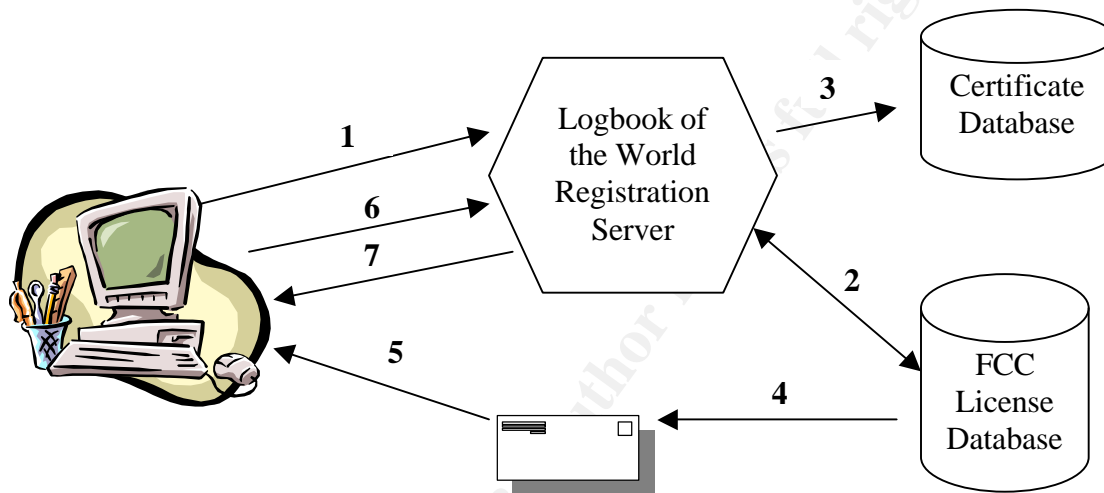 Certificate
Database
3
Logbook of
the World
Registration
Server
1
6
7
2
5
4
FCC
License
Database